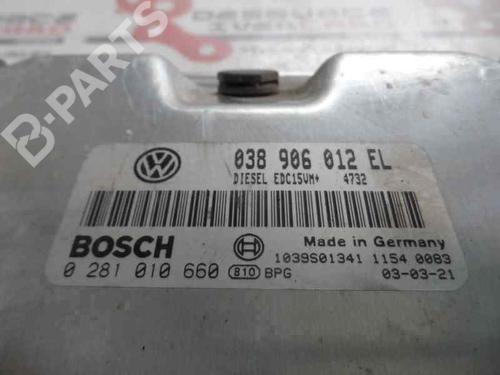 B-PARTS
038 906 012 EL
DIESEL EDC15VM+ 4732
BOSCH
Made in Germany
0 281 010 660 810 BPG
1039S01341 1154 0083
03-03-21